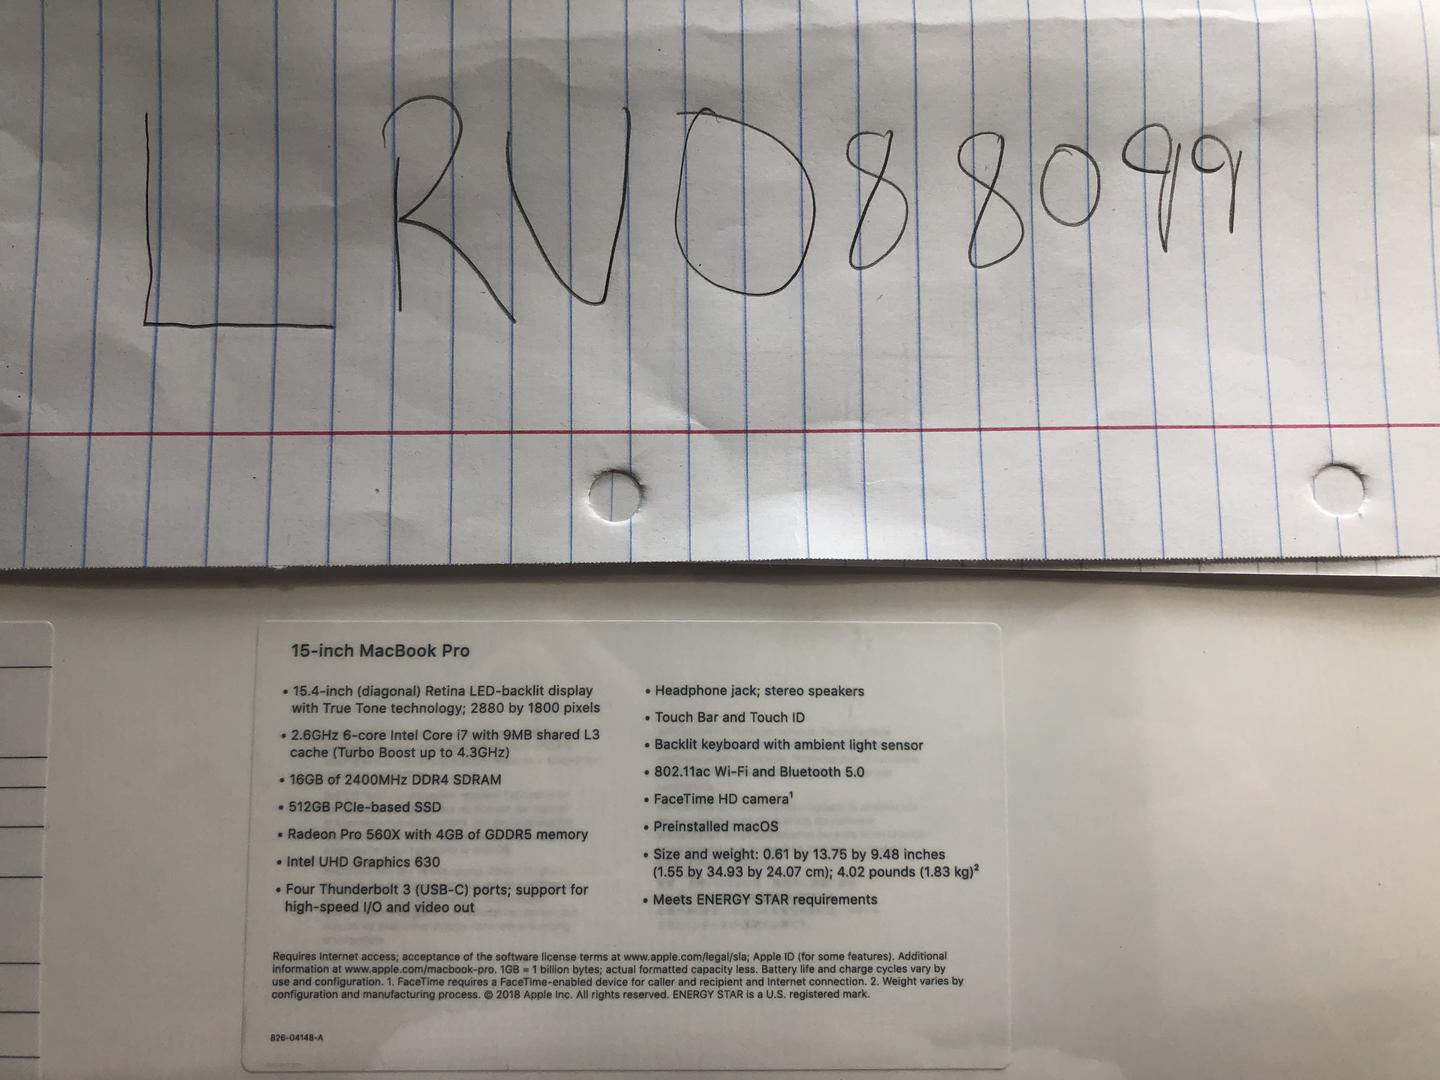 LRVO88099
15-inch MacBook Pro
• 15.4-inch (diagonal) Retina LED-backlit display
with True Tone technology; 2880 by 1800 pixels
• 2.6GHz 6-core Intel Core i7 with 9MB shared L3
cache (Turbo Boost up to 4.3GHz)
• 16GB of 2400MHz DDR4 SDRAM
• 512GB PCIe-based SSD
• Radeon Pro 560X with 4GB of GDDR5 memory
• Intel UHD Graphics 630
• Four Thunderbolt 3 (USB-C) ports; support for
high-speed I/O and video out
• Headphone jack; stereo speakers
• Touch Bar and Touch ID
• Backlit keyboard with ambient light sensor
• 802.11ac Wi-Fi and Bluetooth 5.0
• FaceTime HD camera¹
• Preinstalled macOS
• Size and weight: 0.61 by 13.75 by 9.48 inches
(1.55 by 34.93 by 24.07 cm); 4.02 pounds (1.83 kg)²
• Meets ENERGY STAR requirements
Requires Internet access; acceptance of the software license terms at www.apple.com/legal/sla; Apple ID (for some features). Additional
information at www.apple.com/macbook-pro. 1GB = 1 billion bytes; actual formatted capacity less. Battery life and charge cycles vary by
use and configuration. 1. FaceTime requires a FaceTime-enabled device for caller and recipient and Internet connection. 2. Weight varies by
configuration and manufacturing process. © 2018 Apple Inc. All rights reserved. ENERGY STAR is a U.S. registered mark.
826-04148-A